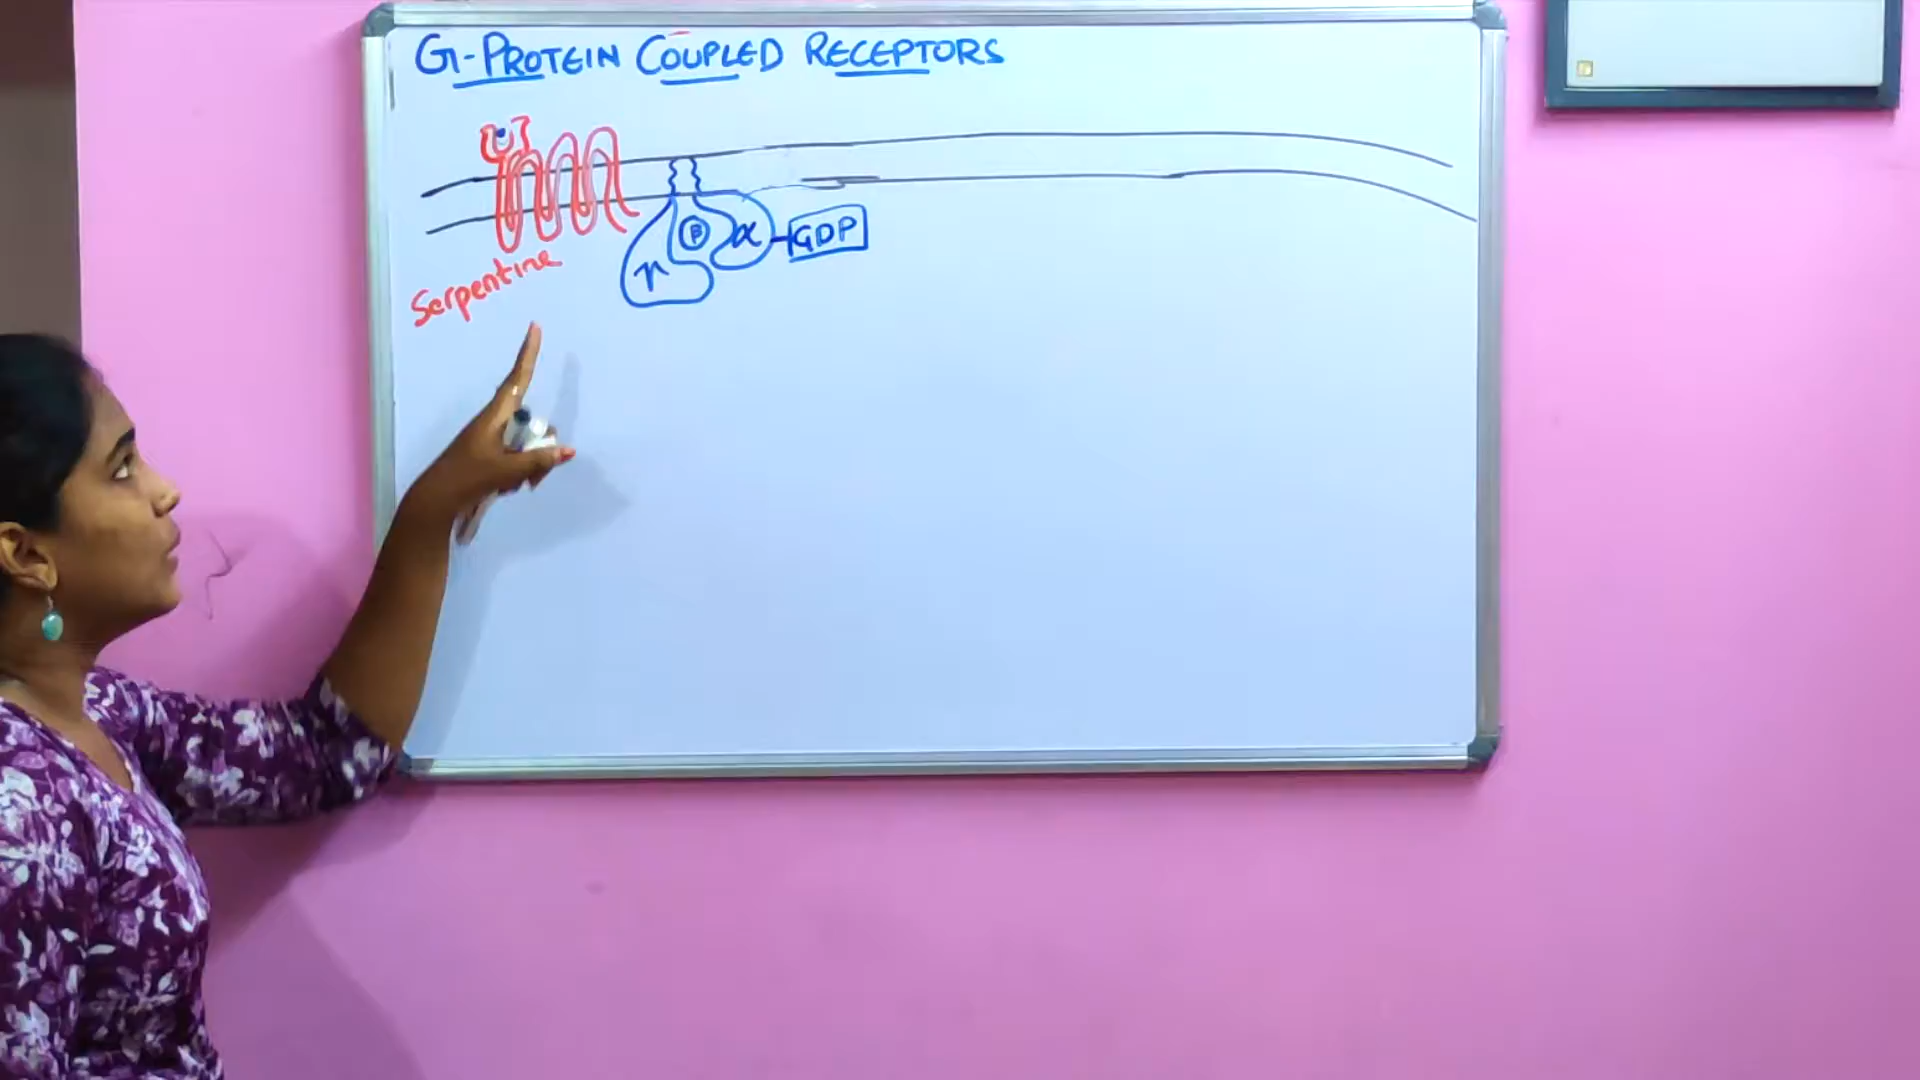 G-PROTEIN COUPLED RECEPTORS
β
α
GDP
γ
Serpentine